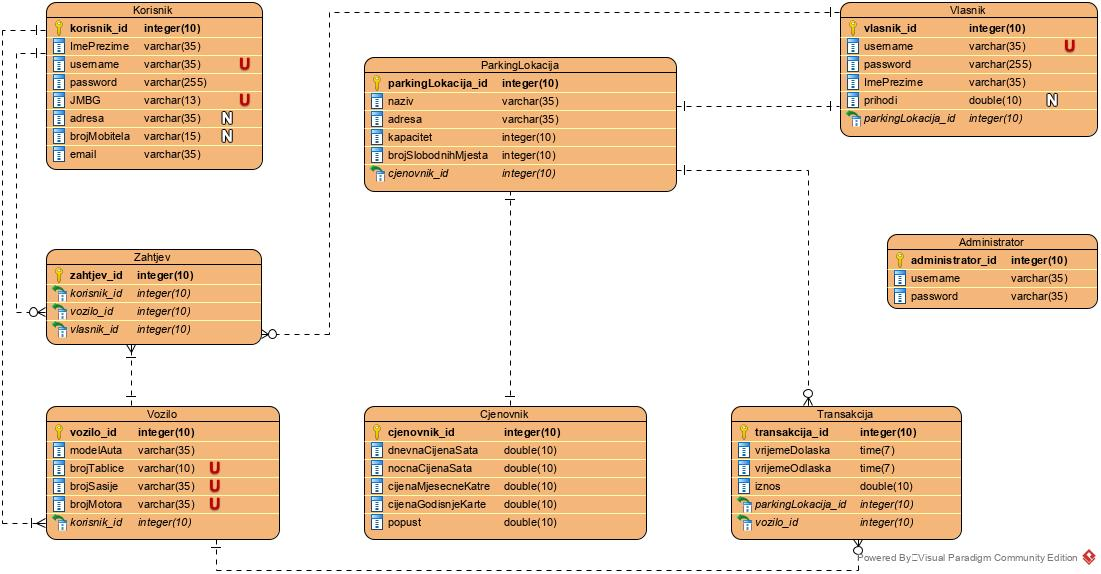 Korisnik
korisnik_id integer(10)
ImePrezime varchar(35)
username varchar(35) U
password varchar(255)
JMBG varchar(13) U
adresa varchar(35) N
brojMobitela varchar(15) N
email varchar(35)
ParkingLokacija
parkingLokacija_id integer(10)
naziv varchar(35)
adresa varchar(35)
kapacitet integer(10)
brojSlobodnihMjesta integer(10)
cjenovnik_id integer(10)
Vlasnik
vlasnik_id integer(10)
username varchar(35) U
password varchar(255)
ImePrezime varchar(35)
prihodi double(10) N
parkingLokacija_id integer(10)
Zahtjev
zahtjev_id integer(10)
korisnik_id integer(10)
vozilo_id integer(10)
vlasnik_id integer(10)
Administrator
administrator_id integer(10)
username varchar(35)
password varchar(35)
Vozilo
vozilo_id integer(10)
modelAuta varchar(35)
brojTablice varchar(10) U
brojSasije varchar(35) U
brojMotora varchar(35) U
korisnik_id integer(10)
Cjenovnik
cjenovnik_id integer(10)
dnevnaCijenaSata double(10)
nocnaCijenaSata double(10)
cijenaMjesecneKatre double(10)
cijenaGodisnjeKarte double(10)
popust double(10)
Transakcija
transakcija_id integer(10)
vrijemeDolaska time(7)
vrijemeOdlaska time(7)
iznos double(10)
parkingLokacija_id integer(10)
vozilo_id integer(10)
Powered By Visual Paradigm Community Edition